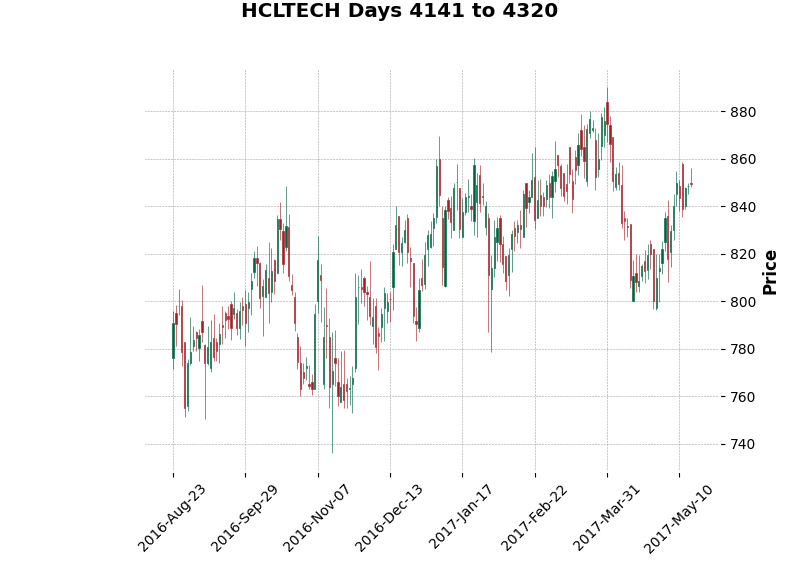 HCLTECH Days 4141 to 4320
880
860
840
820
800
780
760
740
Price
2016-Aug-23
2016-Sep-29
2016-Nov-07
2016-Dec-13
2017-Jan-17
2017-Feb-22
2017-Mar-31
2017-May-10